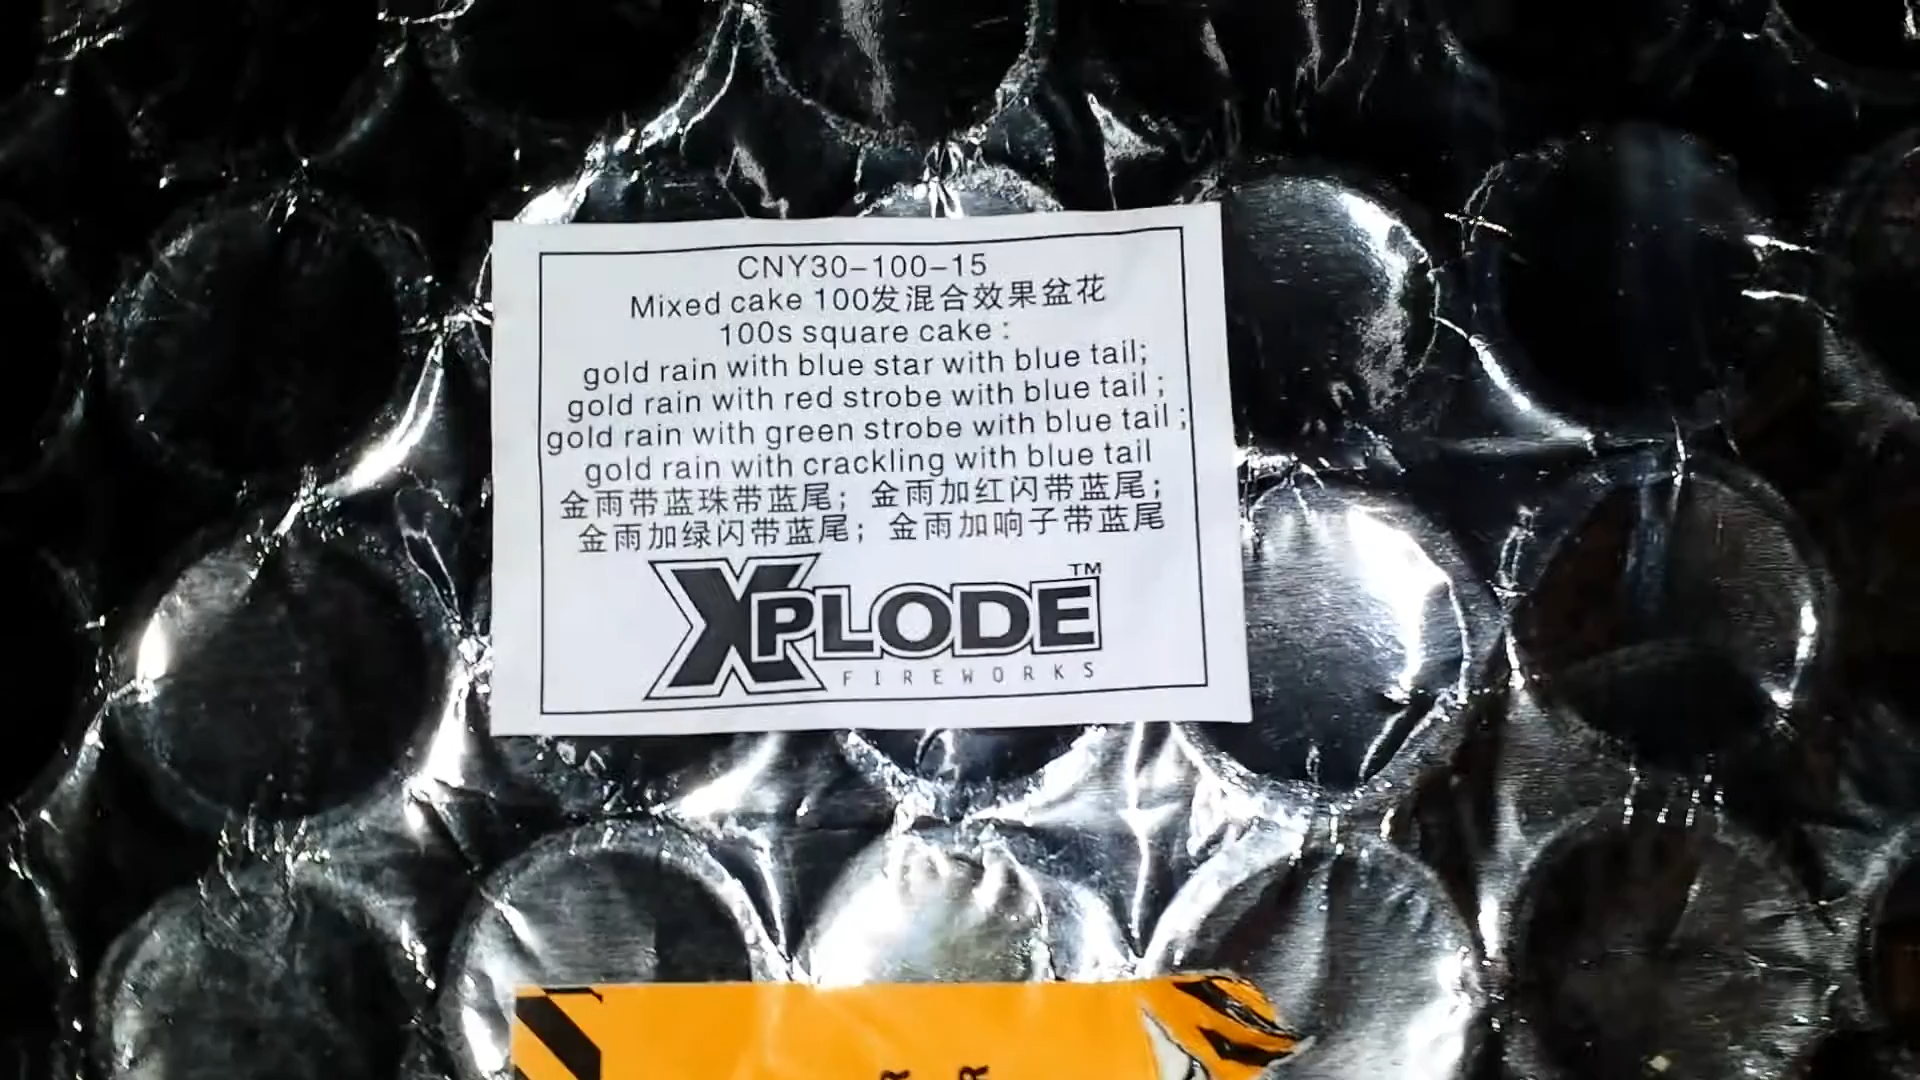 CNY30-100-15
Mixed cake 100发混合效果盆花
100s square cake :
gold rain with blue star with blue tail;
gold rain with red strobe with blue tail ;
gold rain with green strobe with blue tail ;
gold rain with crackling with blue tail
金雨带蓝珠带蓝尾；金雨加红闪带蓝尾；
金雨加绿闪带蓝尾；金雨加响子带蓝尾
XPLODE™
FIREWORKS